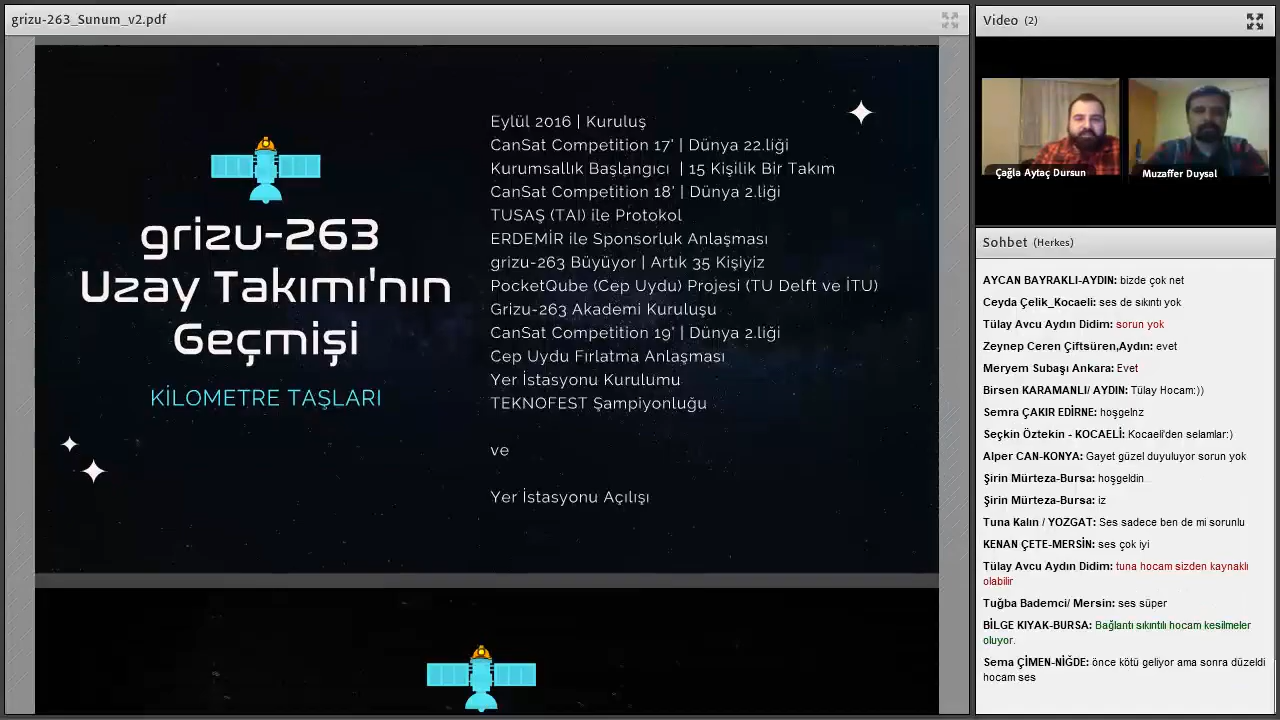 grizu-263_Sunum_v2.pdf
grizu-263
Uzay Takımı'nın
Geçmişi
KİLOMETRE TAŞLARI
Eylül 2016 | Kuruluş
CanSat Competition 17' | Dünya 22.liği
Kurumsallık Başlangıcı | 15 Kişilik Bir Takım
CanSat Competition 18' | Dünya 2.liği
TUSAŞ (TAI) ile Protokol
ERDEMİR ile Sponsorluk Anlaşması
grizu-263 Büyüyor | Artık 35 Kişiyiz
PocketQube (Cep Uydu) Projesi (TU Delft ve İTU)
Grizu-263 Akademi Kuruluşu
CanSat Competition 19' | Dünya 2.liği
Cep Uydu Fırlatma Anlaşması
Yer İstasyonu Kurulumu
TEKNOFEST Şampiyonluğu
ve
Yer İstasyonu Açılışı
Video (2)
Çağla Aytaç Dursun
Muzaffer Duysal
Sohbet (Herkes)
AYCAN BAYRAKLI-AYDIN: bizde çok net
Ceyda Çelik_Kocaeli: ses de sıkıntı yok
Tülay Avcu Aydın Didim: sorun yok
Zeynep Ceren Çiftsüren,Aydın: evet
Meryem Subaşı Ankara: Evet
Birsen KARAMANLI/ AYDIN: Tülay Hocam:))
Semra ÇAKIR EDİRNE: hoşgelnz
Seçkin Öztekin - KOCAELİ: Kocaeli'den selamlar:)
Alper CAN-KONYA: Gayet güzel duyuluyor sorun yok
Şirin Mürteza-Bursa: hoşgeldin
Şirin Mürteza-Bursa: iz
Tuna Kalın / YOZGAT: Ses sadece ben de mi sorunlu
KENAN ÇETE-MERSİN: ses çok iyi
Tülay Avcu Aydın Didim: tuna hocam sizden kaynaklı
olabilir
Tuğba Bademci/ Mersin: ses süper
BİLGE KIYAK-BURSA: Bağlantı sıkıntılı hocam kesilmeler
oluyor.
Sema ÇİMEN-NİĞDE: önce kötü geliyor ama sonra düzeldi
hocam ses